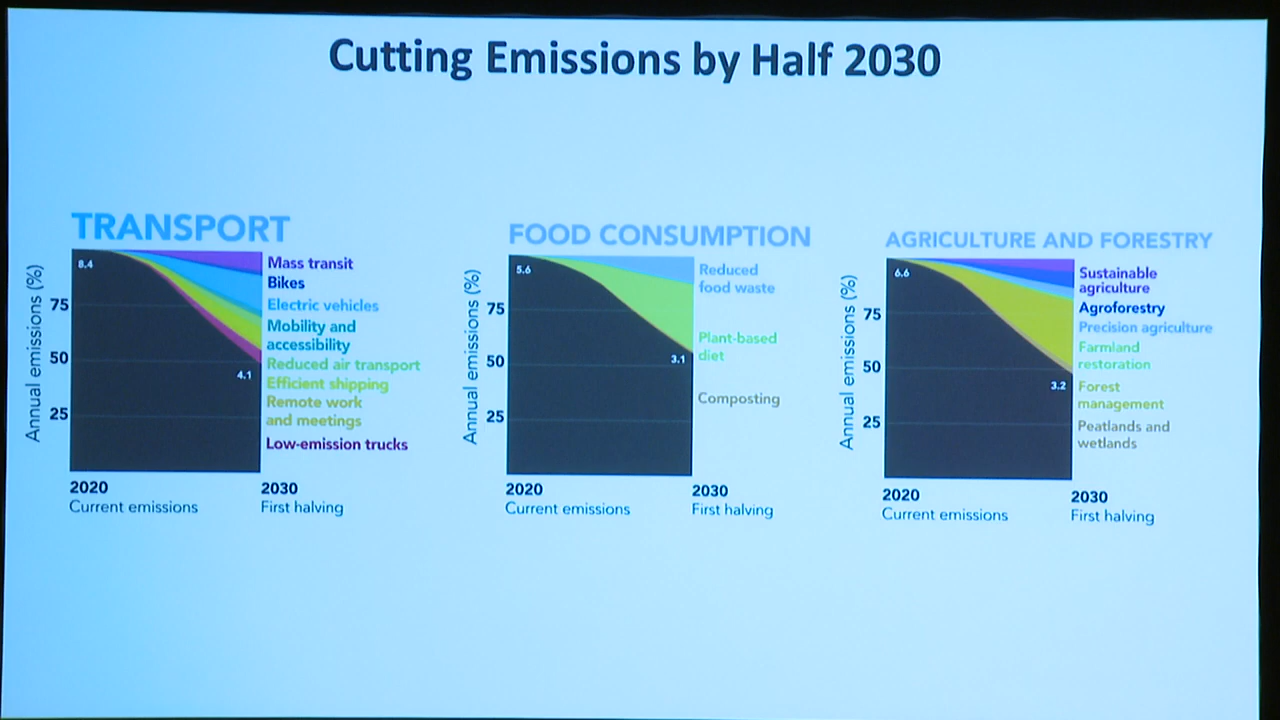 Cutting Emissions by Half 2030
TRANSPORT
Annual emissions (%)
75
50
25
8.4
4.1
Mass transit
Bikes
Electric vehicles
Mobility and
accessibility
Reduced air transport
Efficient shipping
Remote work
and meetings
Low-emission trucks
2020
Current emissions
2030
First halving
FOOD CONSUMPTION
Annual emissions (%)
75
50
25
5.6
3.1
Reduced
food waste
Plant-based
diet
Composting
2020
Current emissions
2030
First halving
AGRICULTURE AND FORESTRY
Annual emissions (%)
75
50
25
6.6
3.2
Sustainable
agriculture
Agroforestry
Precision agriculture
Farmland
restoration
Forest
management
Peatlands and
wetlands
2020
Current emissions
2030
First halving